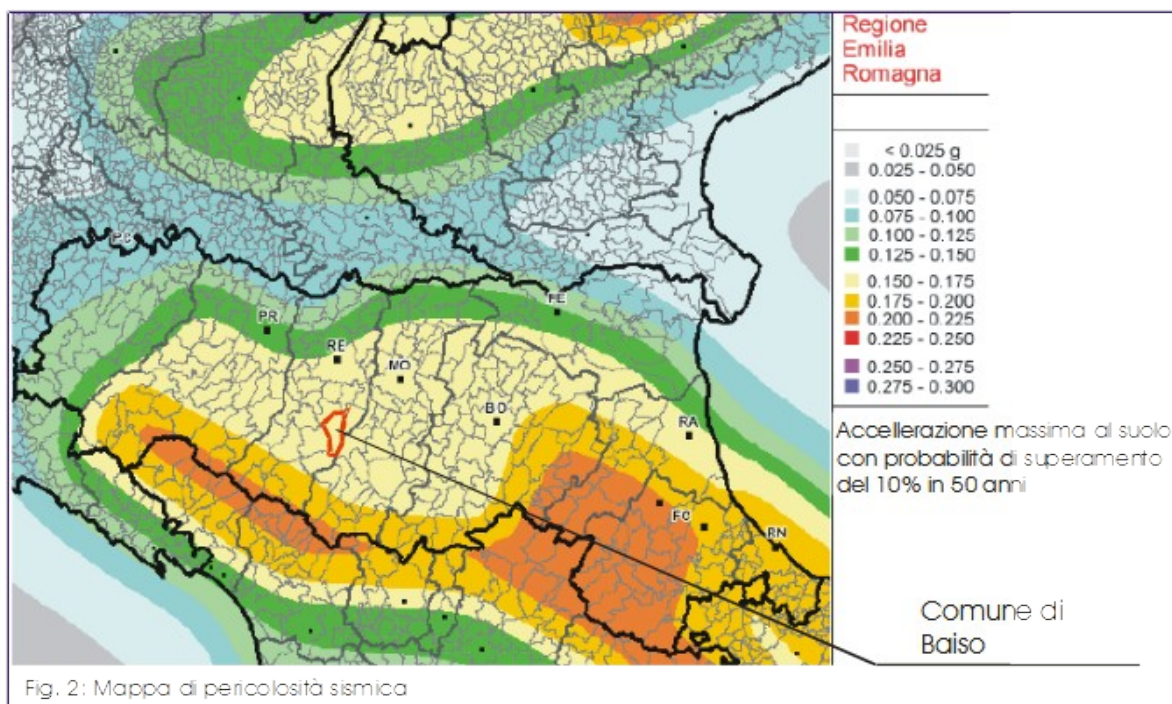 Regione
Emilia
Romagna
< 0.025 g
0.025 - 0.050
0.050 - 0.075
0.075 - 0.100
0.100 - 0.125
0.125 - 0.150
0.150 - 0.175
0.175 - 0.200
0.200 - 0.225
0.225 - 0.250
0.250 - 0.275
0.275 - 0.300
Accellerazione massima al suolo
con probabilità di superamento
del 10% in 50 anni
PC
PR
RE
MO
FE
BO
RA
FO
RN
Comune di
Baiso
Fig. 2: Mappa di pericolosità sismica